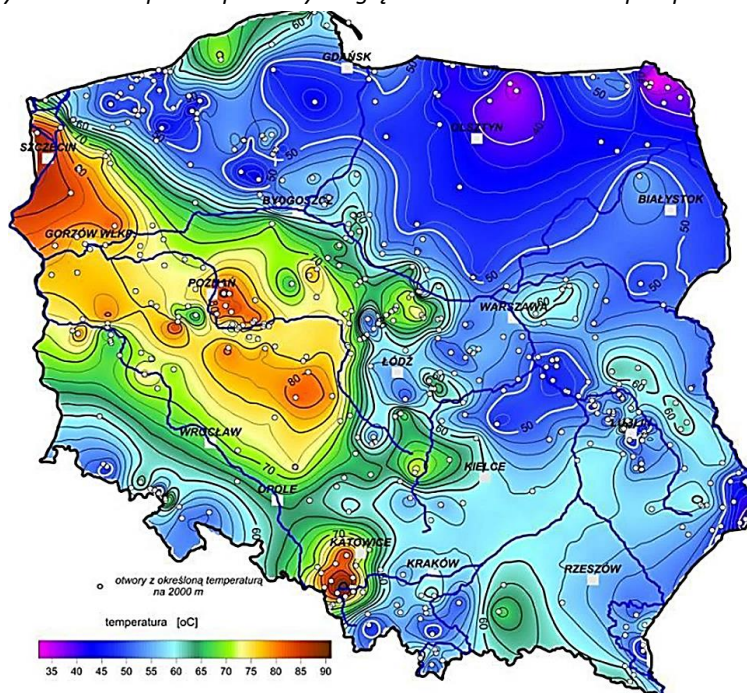 GDAŃSK
OLSZTYN
SZCZECIN
BIAŁYSTOK
BYDGOSZCZ
GORZÓW WLKP
POZNAŃ
WARSZAWA
ŁÓDŹ
LUBLIN
WROCŁAW
KIELCE
OPOLE
KATOWICE
KRAKÓW
RZESZÓW
otwory z określoną temperaturą
na 2000 m
temperatura [oC]
35 40 45 50 55 60 65 70 75 80 85 90